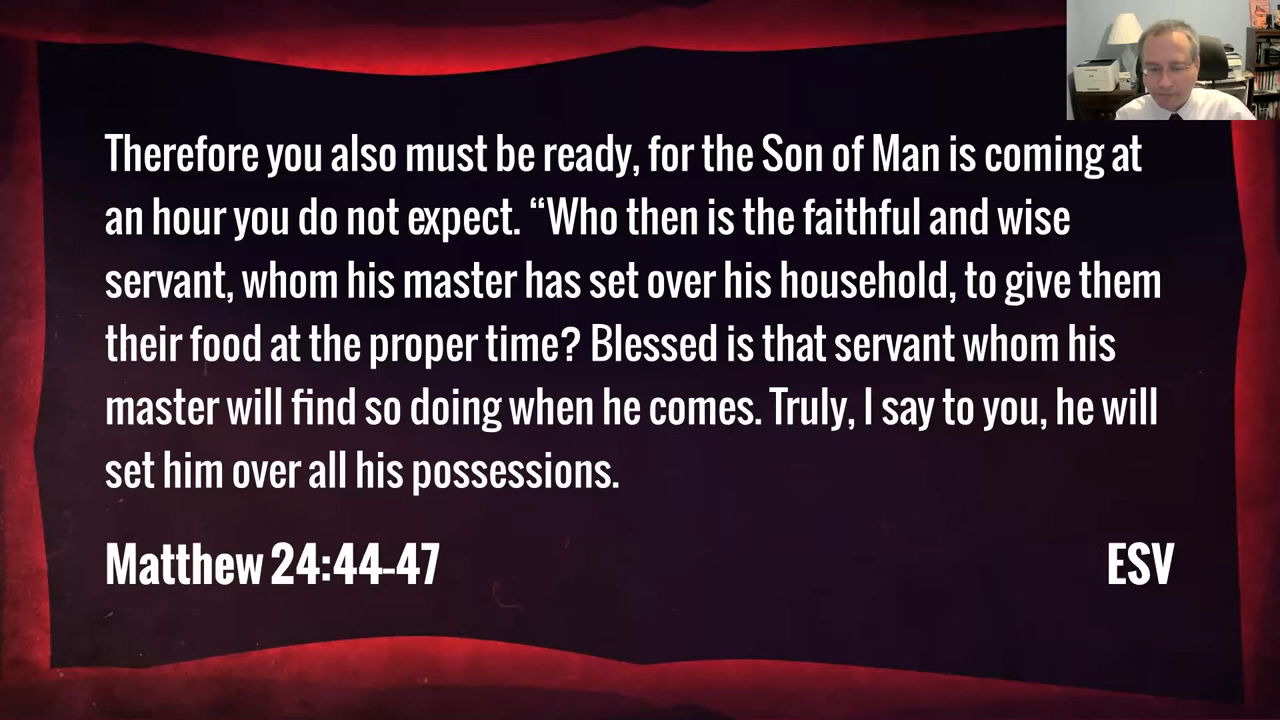 Therefore you also must be ready, for the Son of Man is coming at
an hour you do not expect. “Who then is the faithful and wise
servant, whom his master has set over his household, to give them
their food at the proper time? Blessed is that servant whom his
master will find so doing when he comes. Truly, I say to you, he will
set him over all his possessions.
Matthew 24:44-47
ESV